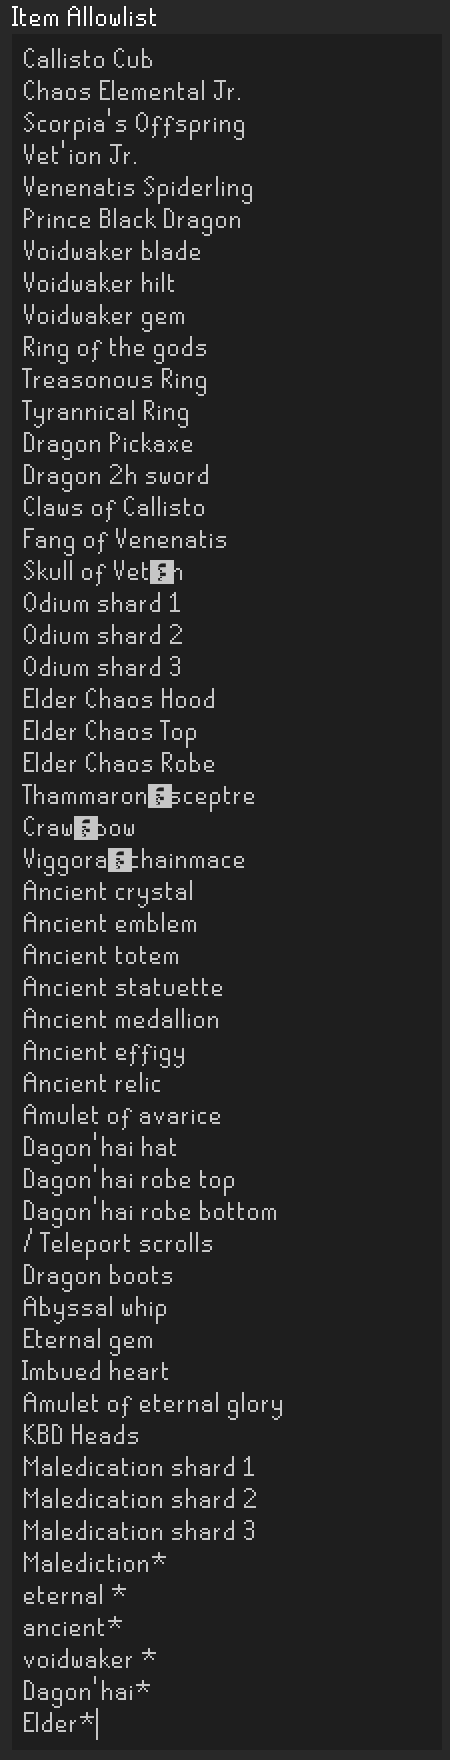 Item Allowlist
Callisto Cub
Chaos Elemental Jr.
Scorpia's Offspring
Vet'ion Jr.
Venenatis Spiderling
Prince Black Dragon
Voidwaker blade
Voidwaker hilt
Voidwaker gem
Ring of the gods
Treasonous Ring
Tyrannical Ring
Dragon Pickaxe
Dragon 2h sword
Claws of Callisto
Fang of Venenatis
Skull of
Odium shard 1
Odium shard 2
Odium shard 3
Elder Chaos Hood
Elder Chaos Top
Elder Chaos Robe
Thammaron sceptre
Craw bow
Viggora chainmace
Ancient crystal
Ancient emblem
Ancient totem
Ancient statuette
Ancient medallion
Ancient effigy
Ancient relic
Amulet of avarice
Dagon'hai hat
Dagon'hai robe top
Dagon'hai robe bottom
/ Teleport scrolls
Dragon boots
Abyssal whip
Eternal gem
Imbued heart
Amulet of eternal glory
KBD Heads
Maledication shard 1
Maledication shard 2
Maledication shard 3
Malediction*
eternal *
ancient*
voidwaker *
Dagon'hai*
Elder*